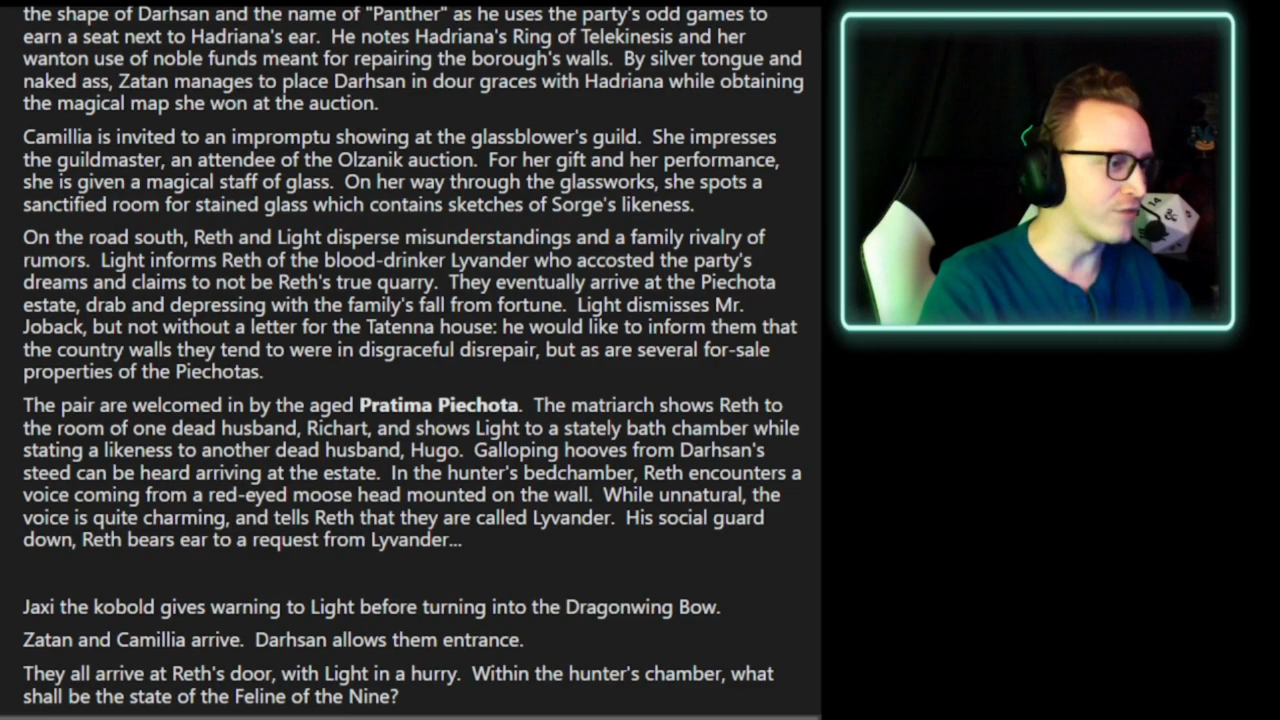 the shape of Darhsan and the name of "Panther" as he uses the party's odd games to
earn a seat next to Hadriana's ear.  He notes Hadriana's Ring of Telekinesis and her
wanton use of noble funds meant for repairing the borough's walls.  By silver tongue and
naked ass, Zatan manages to place Darhsan in dour graces with Hadriana while obtaining
the magical map she won at the auction.
Camillia is invited to an impromptu showing at the glassblower's guild.  She impresses
the guildmaster, an attendee of the Olzanik auction.  For her gift and her performance,
she is given a magical staff of glass.  On her way through the glassworks, she spots a
sanctified room for stained glass which contains sketches of Sorge's likeness.
On the road south, Reth and Light disperse misunderstandings and a family rivalry of
rumors.  Light informs Reth of the blood-drinker Lyvander who accosted the party's
dreams and claims to not be Reth's true quarry.  They eventually arrive at the Piechota
estate, drab and depressing with the family's fall from fortune.  Light dismisses Mr.
Joback, but not without a letter for the Tatenna house: he would like to inform them that
the country walls they tend to were in disgraceful disrepair, but as are several for-sale
properties of the Piechotas.
The pair are welcomed in by the aged Pratima Piechota.  The matriarch shows Reth to
the room of one dead husband, Richart, and shows Light to a stately bath chamber while
stating a likeness to another dead husband, Hugo.  Galloping hooves from Darhsan's
steed can be heard arriving at the estate.  In the hunter's bedchamber, Reth encounters a
voice coming from a red-eyed moose head mounted on the wall.  While unnatural, the
voice is quite charming, and tells Reth that they are called Lyvander.  His social guard
down, Reth bears ear to a request from Lyvander...
Jaxi the kobold gives warning to Light before turning into the Dragonwing Bow.
Zatan and Camillia arrive.  Darhsan allows them entrance.
They all arrive at Reth's door, with Light in a hurry.  Within the hunter's chamber, what
shall be the state of the Feline of the Nine?
14